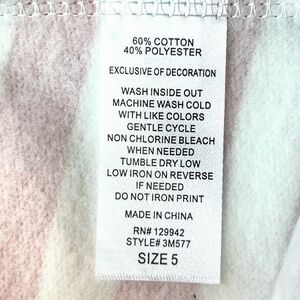 60% COTTON
40% POLYESTER
EXCLUSIVE OF DECORATION
WASH INSIDE OUT
MACHINE WASH COLD
WITH LIKE COLORS
GENTLE CYCLE
NON CHLORINE BLEACH
WHEN NEEDED
TUMBLE DRY LOW
LOW IRON ON REVERSE
IF NEEDED
DO NOT IRON PRINT
MADE IN CHINA
RN# 129942
STYLE# 3M577
SIZE 5